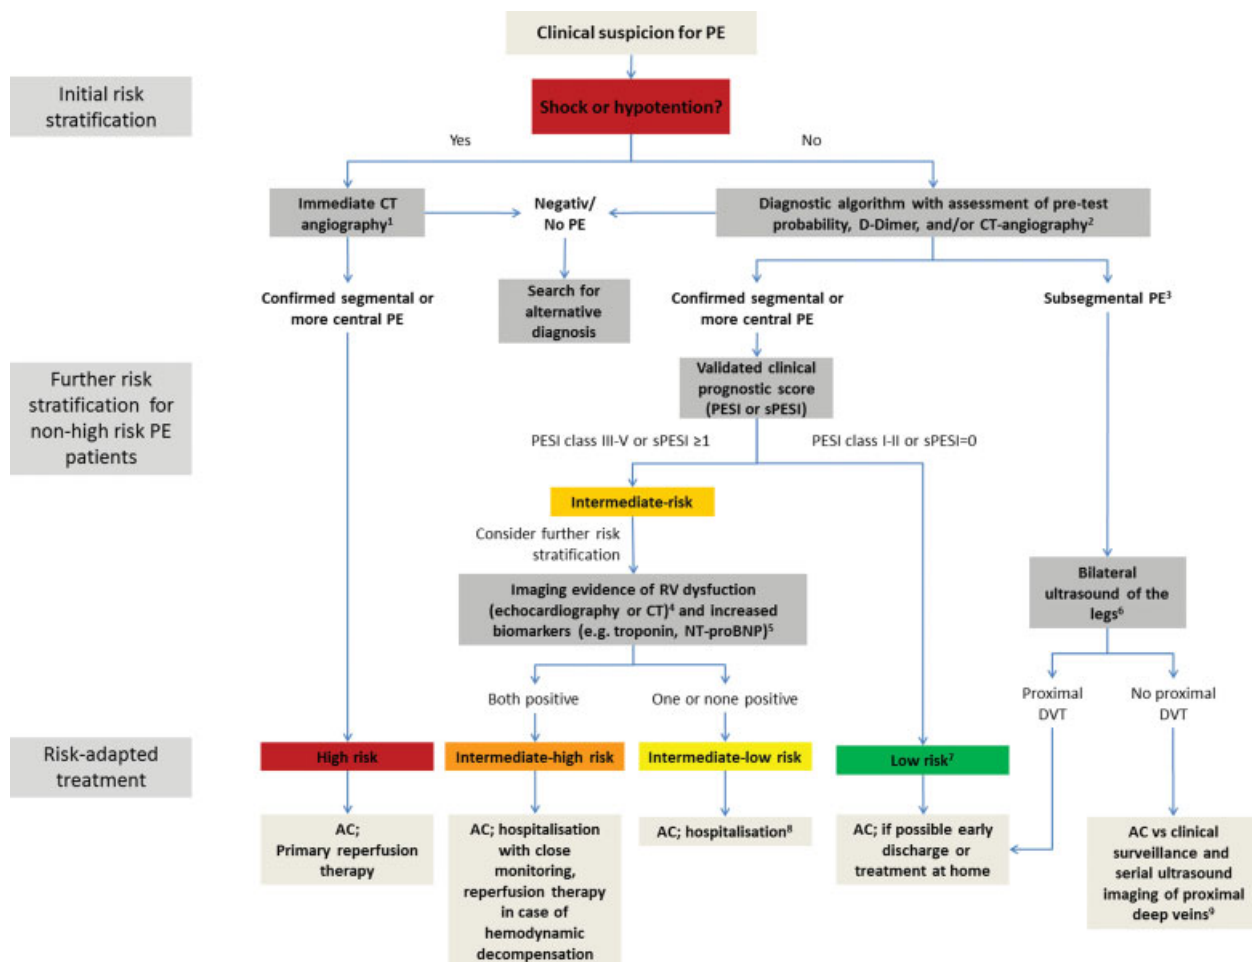 Clinical suspicion for PE
Initial risk
stratification
Shock or hypotention?
Yes
No
Immediate CT
angiography¹
Negativ/
No PE
Diagnostic algorithm with assessment of pre-test
probability, D-Dimer, and/or CT-angiography²
Confirmed segmental or
more central PE
Search for
alternative
diagnosis
Confirmed segmental or
more central PE
Subsegmental PE³
Further risk
stratification for
non-high risk PE
patients
Validated clinical
prognostic score
(PESI or sPESI)
PESI class III-V or sPESI ≥1
PESI class I-II or sPESI=0
Intermediate-risk
Consider further risk
stratification
Imaging evidence of RV dysfunction
(echocardiography or CT)⁴ and increased
biomarkers (e.g. troponin, NT-proBNP)⁵
Bilateral
ultrasound of the
legs⁶
Both positive
One or none positive
Proximal
DVT
No proximal
DVT
Risk-adapted
treatment
High risk
Intermediate-high risk
Intermediate-low risk
Low risk⁷
AC;
Primary reperfusion
therapy
AC; hospitalisation
with close
monitoring,
reperfusion therapy
in case of
hemodynamic
decompensation
AC; hospitalisation⁸
AC; if possible early
discharge or
treatment at home
AC vs clinical
surveillance and
serial ultrasound
imaging of proximal
deep veins⁹